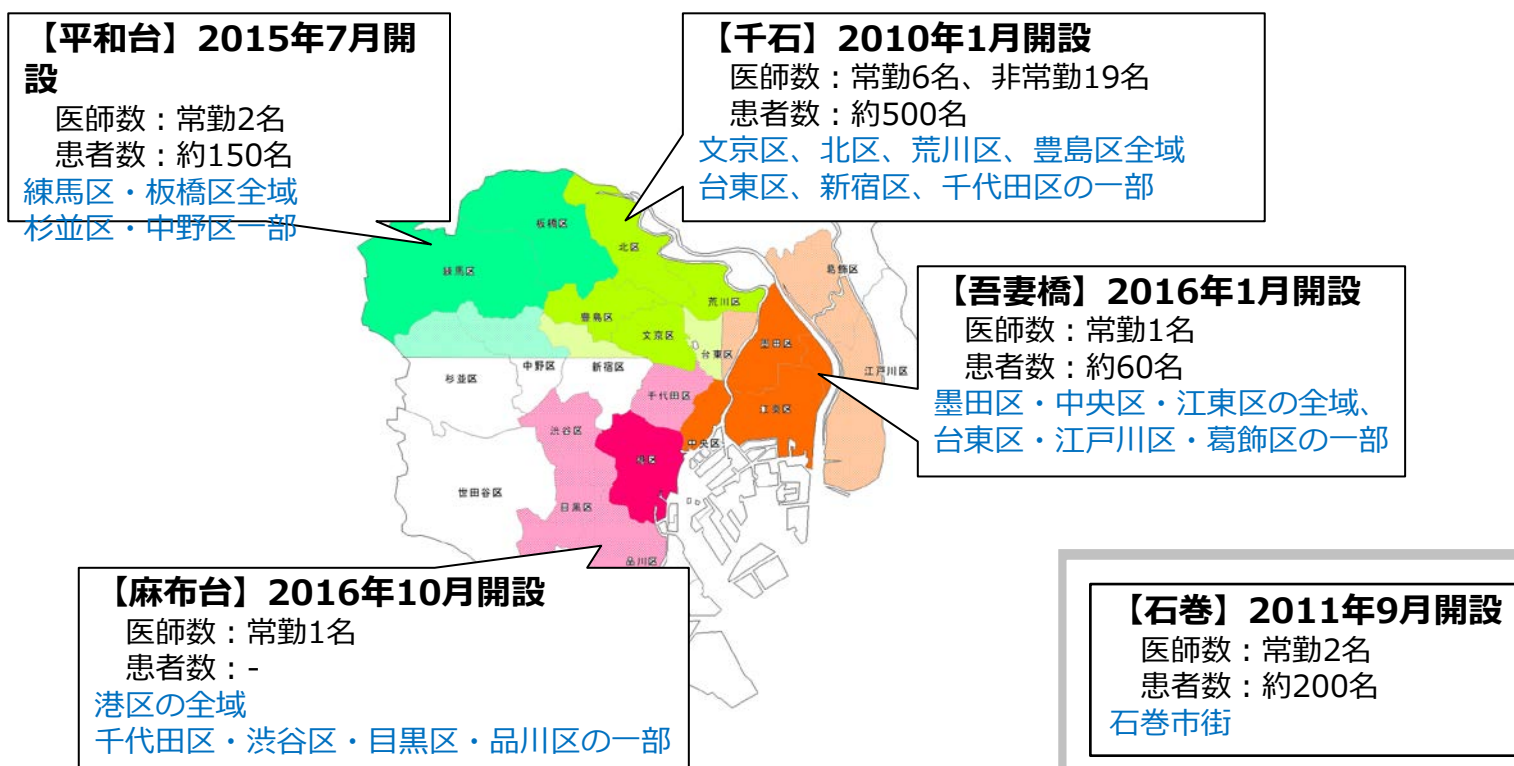 【平和台】2015年7月開
設
医師数：常勤2名
患者数：約150名
練馬区・板橋区全域
杉並区・中野区一部
【千石】2010年1月開設
医師数：常勤6名、非常勤19名
患者数：約500名
文京区、北区、荒川区、豊島区全域
台東区、新宿区、千代田区の一部
【吾妻橋】2016年1月開設
医師数：常勤1名
患者数：約60名
墨田区・中央区・江東区の全域、
台東区・江戸川区・葛飾区の一部
板橋区
北区
葛飾区
練馬区
荒川区
豊島区
文京区
台東区
墨田区
杉並区
中野区
新宿区
江戸川区
千代田区
江東区
渋谷区
中央区
港区
世田谷区
目黒区
品川区
【麻布台】2016年10月開設
医師数：常勤1名
患者数：-
港区の全域
千代田区・渋谷区・目黒区・品川区の一部
【石巻】2011年9月開設
医師数：常勤2名
患者数：約200名
石巻市街